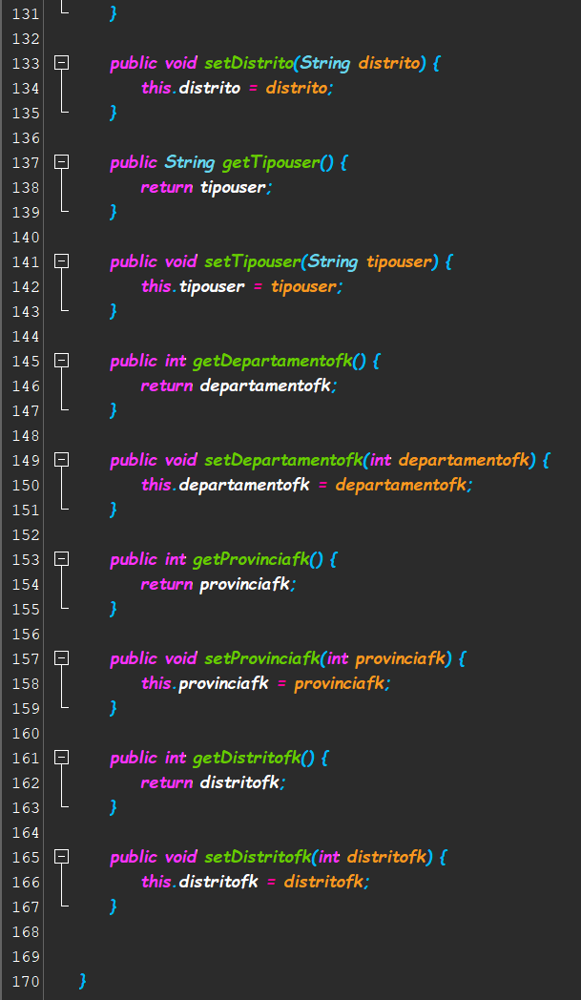 131 }
132
133 public void setDistrito(String distrito) {
134 this.distrito = distrito;
135 }
136
137 public String getTipouser() {
138 return tipouser;
139 }
140
141 public void setTipouser(String tipouser) {
142 this.tipouser = tipouser;
143 }
144
145 public int getDepartamentofk() {
146 return departamentofk;
147 }
148
149 public void setDepartamentofk(int departamentofk) {
150 this.departamentofk = departamentofk;
151 }
152
153 public int getProvinciafk() {
154 return provinciafk;
155 }
156
157 public void setProvinciafk(int provinciafk) {
158 this.provinciafk = provinciafk;
159 }
160
161 public int getDistritofk() {
162 return distritofk;
163 }
164
165 public void setDistritofk(int distritofk) {
166 this.distritofk = distritofk;
167 }
168
169
170 }